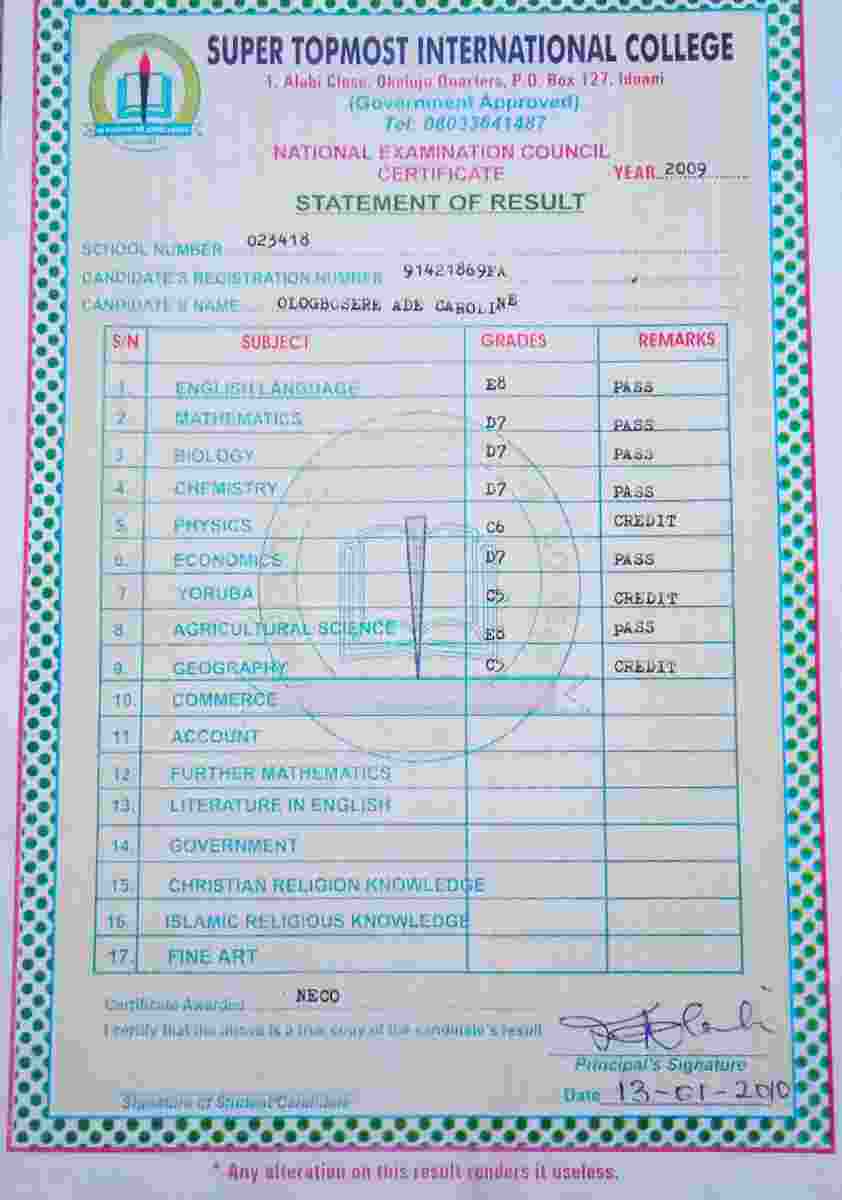 SUPER TOPMOST INTERNATIONAL COLLEGE
1, Alabi Close, Okeluju Quarters, P.O. Box 127, Idoani
(Government Approved)
Tel: 08033641487
NATIONAL EXAMINATION COUNCIL
CERTIFICATE YEAR 2009
STATEMENT OF RESULT
SCHOOL NUMBER 023418
CANDIDATE'S REGISTRATION NUMBER 91421869FA
CANDIDATE'S NAME OLOGBOSERE ADE CAROLINE
S/N SUBJECT GRADES REMARKS
1. ENGLISH LANGUAGE E8 PASS
2. MATHEMATICS D7 PASS
3. BIOLOGY D7 PASS
4. CHEMISTRY D7 PASS
5. PHYSICS C6 CREDIT
6. ECONOMICS D7 PASS
7. YORUBA C5 CREDIT
8. AGRICULTURAL SCIENCE E8 pASS
9. GEOGRAPHY C5 CREDIT
10. COMMERCE
11. ACCOUNT
12. FURTHER MATHEMATICS
13. LITERATURE IN ENGLISH
14. GOVERNMENT
15. CHRISTIAN RELIGION KNOWLEDGE
16. ISLAMIC RELIGIOUS KNOWLEDGE
17. FINE ART
Certificate Awarded NECO
I certify that the above is a true copy of the candidate's result
Principal's Signature
Signature of Student/Candidate Date 13-01-2010
* Any alteration on this result renders it useless.